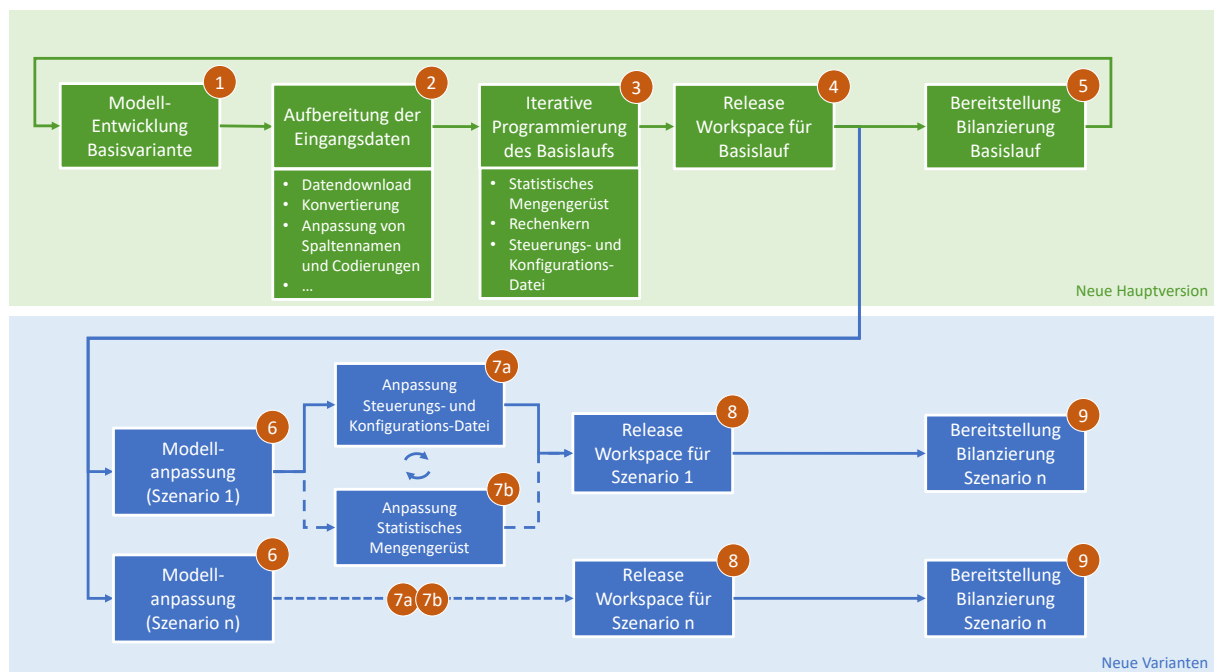 1
Modell-
Entwicklung
Basisvariante
2
Aufbereitung der
Eingangsdaten
• Datendownload
• Konvertierung
• Anpassung von
Spaltennamen
und Codierungen
• ...
3
Iterative
Programmierung
des Basislaufs
• Statistisches
Mengengerüst
• Rechenkern
• Steuerungs- und
Konfigurations-
Datei
4
Release
Workspace für
Basislauf
5
Bereitstellung
Bilanzierung
Basislauf
Neue Hauptversion
6
Modell-
anpassung
(Szenario 1)
7a
Anpassung
Steuerungs- und
Konfigurations-Datei
7b
Anpassung
Statistisches
Mengengerüst
8
Release
Workspace für
Szenario 1
9
Bereitstellung
Bilanzierung
Szenario n
6
Modell-
anpassung
(Szenario n)
7a 7b
8
Release
Workspace für
Szenario n
9
Bereitstellung
Bilanzierung
Szenario n
Neue Varianten